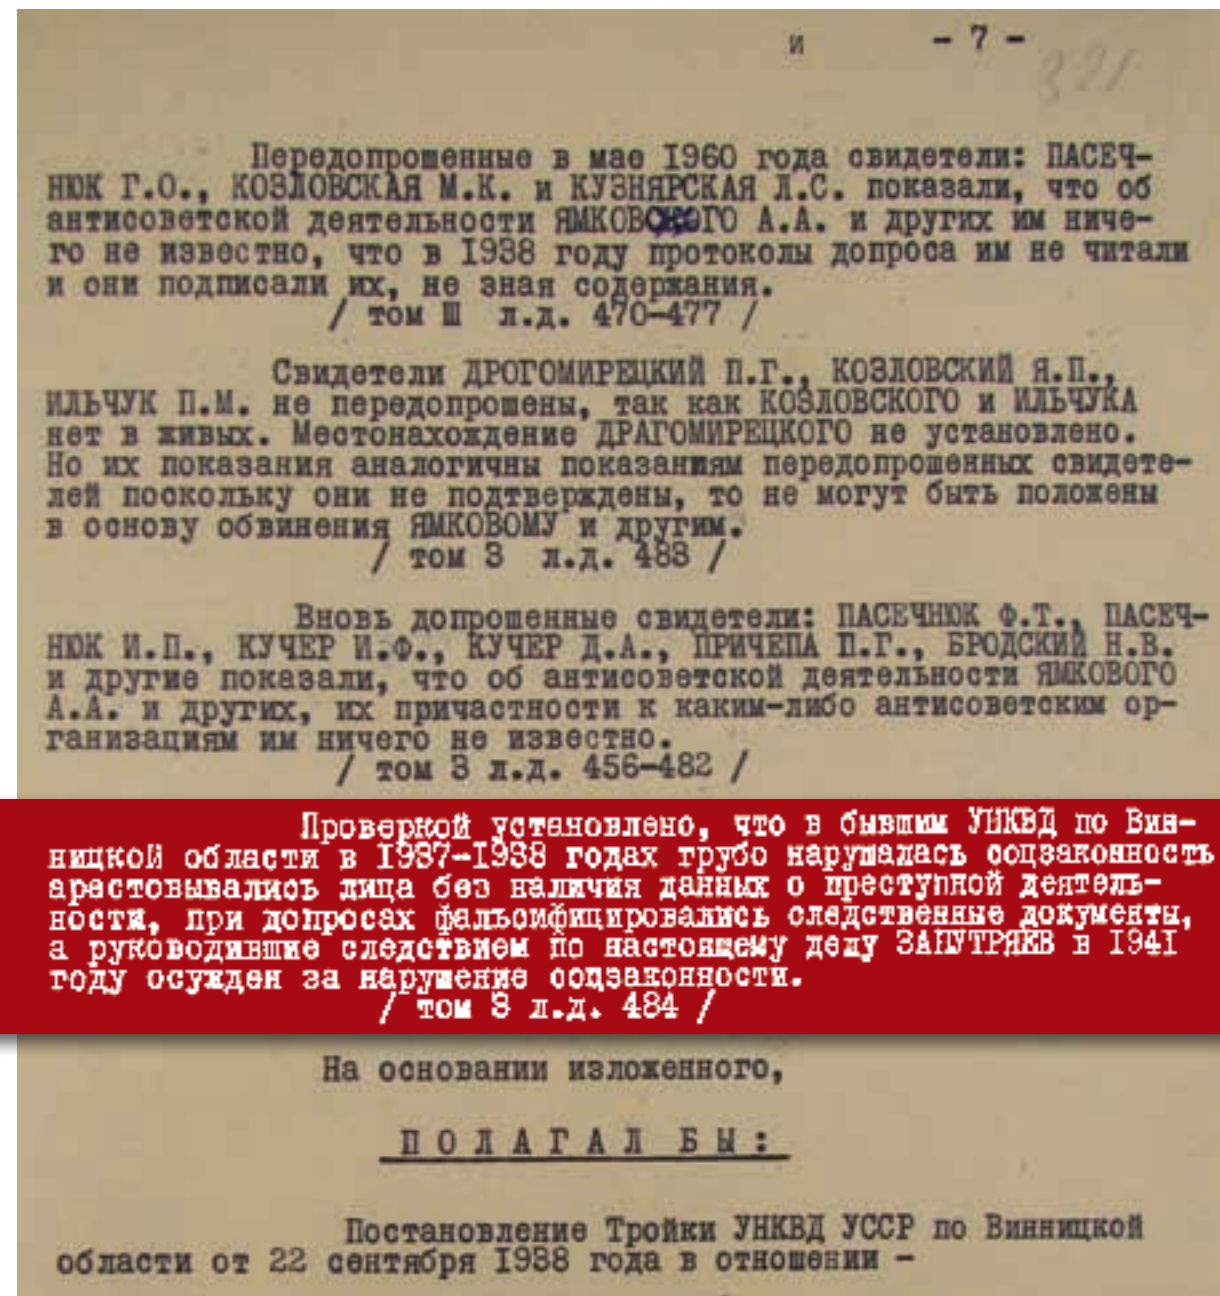 и - 7 -
321
Передопрошенные в мае 1960 года свидетели: ПАСЕЧ-
НЮК Г.О., КОЗЛОВСКАЯ М.К. и КУЗНЯРСКАЯ Л.С. показали, что об
антисоветской деятельности ЯМКОВСКОГО А.А. и других им ниче-
го не известно, что в 1938 году протоколы допроса им не читали
и они подписали их, не зная содержания.
/ том Ш л.д. 470-477 /
Свидетели ДРОГОМИРЕЦКИЙ П.Г., КОЗЛОВСКИЙ Я.П.,
ИЛЬЧУК П.М. не передопрошены, так как КОЗЛОВСКОГО и ИЛЬЧУКА
нет в живых. Местонахождение ДРАГОМИРЕЦКОГО не установлено.
Но их показания аналогичны показаниям передопрошенных свидете-
лей поскольку они не подтверждены, то не могут быть положены
в основу обвинения ЯМКОВОМУ и другим.
/ том 3 л.д. 483 /
Вновь допрошенные свидетели: ПАСЕЧНЮК Ф.Т., ПАСЕЧ-
НЮК И.П., КУЧЕР И.Ф., КУЧЕР Д.А., ПРИЧЕПА П.Г., БРОДСКИЙ Н.В.
и другие показали, что об антисоветской деятельности ЯМКОВОГО
А.А. и других, их причастности к каким-либо антисоветским ор-
ганизациям им ничего не известно.
/ том 3 л.д. 456-482 /
Проверкой установлено, что в бывшим УНКВД по Вин-
ницкой области в 1937-1938 годах грубо нарушалась соцзаконность
арестовывались лица без наличия данных о преступной деятель-
ности, при допросах фальсифицировались следственные документы,
а руководившие следствием по настоящему делу ЗАПУТРЯЕВ в 1941
году осужден за нарушение соцзаконности.
/ том 3 л.д. 484 /
На основании изложенного,
П О Л А Г А Л Б Ы :
Постановление Тройки УНКВД УССР по Винницкой
области от 22 сентября 1938 года в отношении -